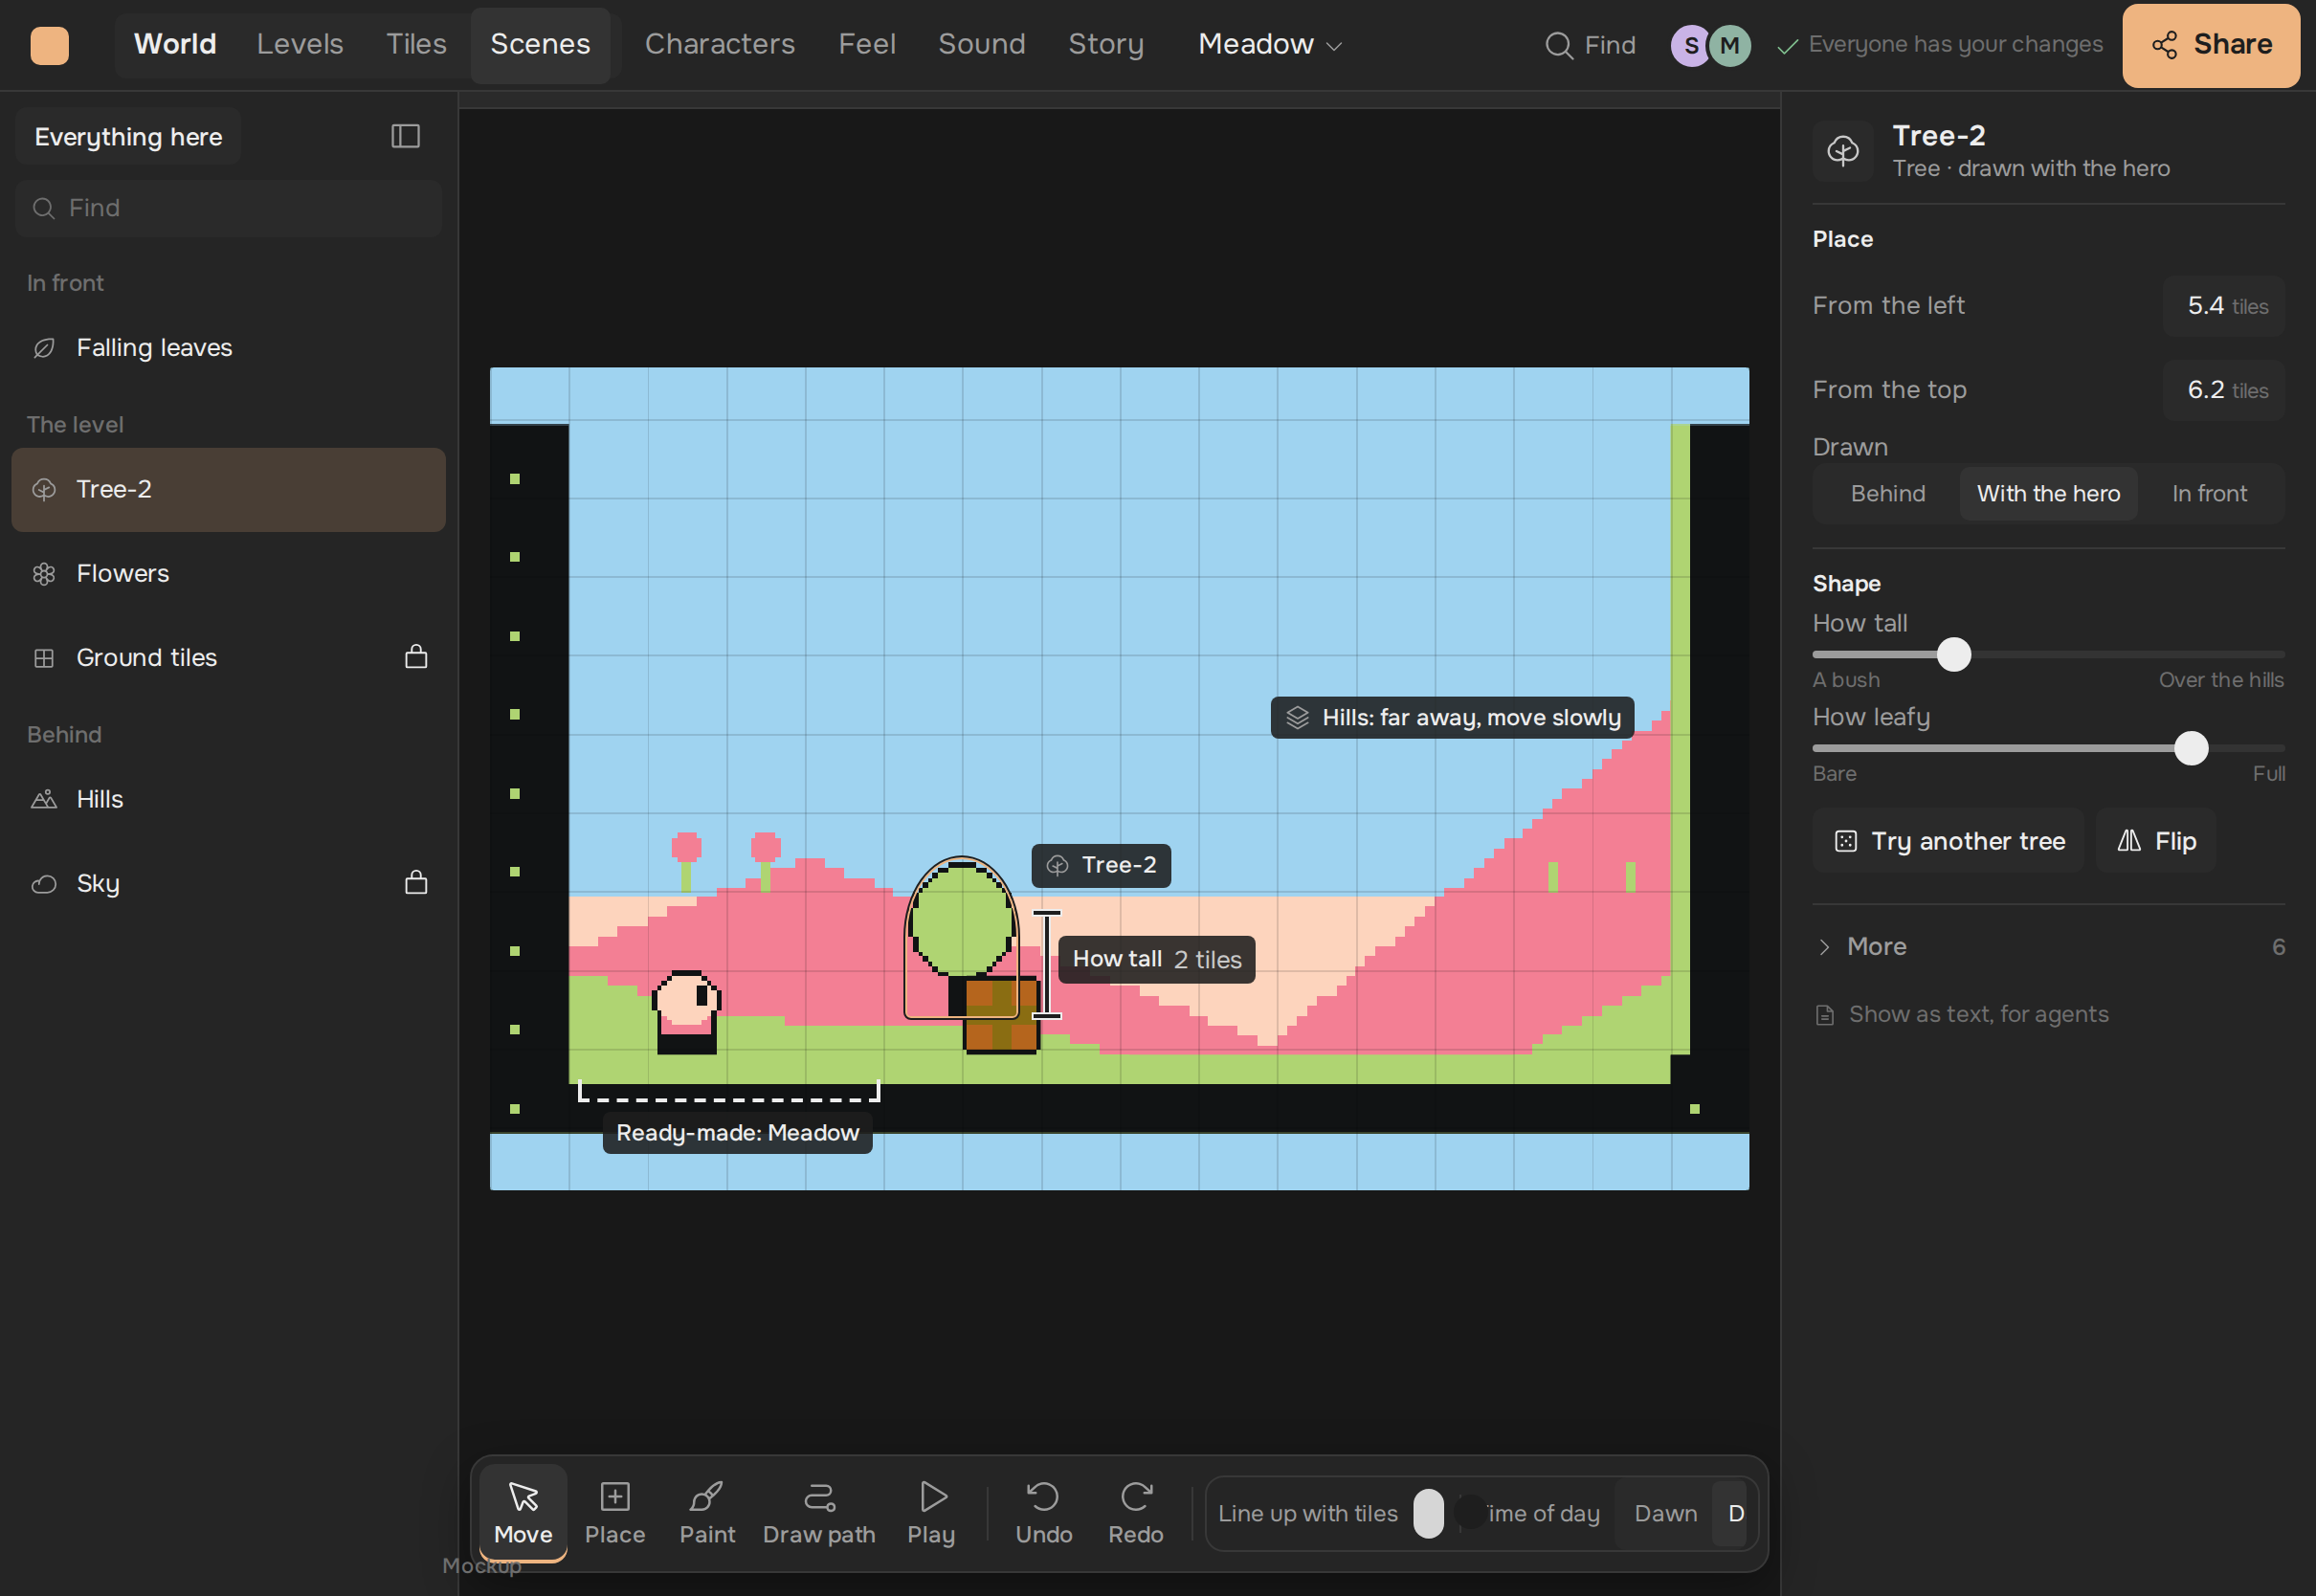 World Levels Tiles Scenes Characters Feel Sound Story Meadow Find S M Everyone has your changes Share
Everything here
Find
In front
Falling leaves
The level
Tree-2
Flowers
Ground tiles
Behind
Hills
Sky
Hills: far away, move slowly
Tree-2
How tall 2 tiles
Ready-made: Meadow
Tree-2
Tree · drawn with the hero
Place
From the left 5.4 tiles
From the top 6.2 tiles
Drawn
Behind With the hero In front
Shape
How tall
A bush Over the hills
How leafy
Bare Full
Try another tree Flip
More 6
Show as text, for agents
Move Place Paint Draw path Play Undo Redo
Line up with tiles ime of day Dawn D
Mockup